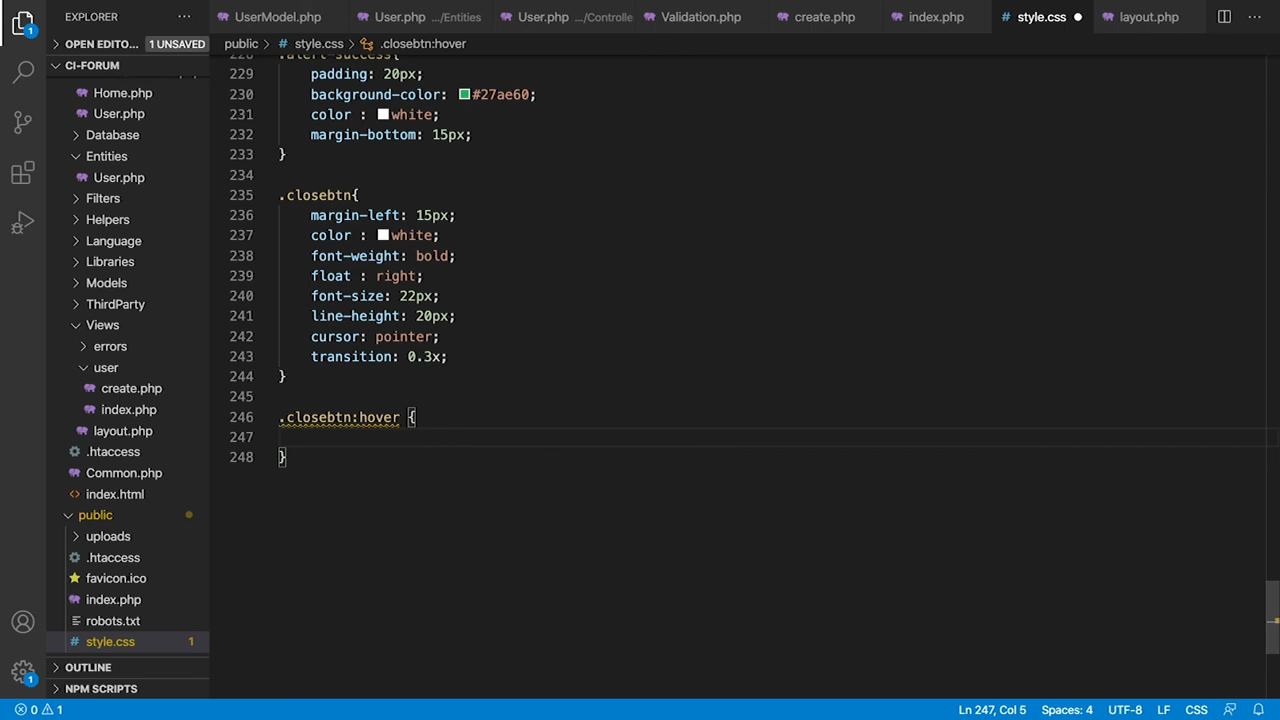 EXPLORER
UserModel.php
User.php .../Entities
User.php .../Controlle
Validation.php
create.php
index.php
style.css
layout.php
OPEN EDITO... 1 UNSAVED
public > style.css > .closebtn:hover
CI-FORUM
Home.php
User.php
Database
Entities
User.php
Filters
Helpers
Language
Libraries
Models
ThirdParty
Views
errors
user
create.php
index.php
layout.php
.htaccess
Common.php
index.html
public
uploads
.htaccess
favicon.ico
index.php
robots.txt
style.css 1
OUTLINE
NPM SCRIPTS
228 .alert-success{
229 padding: 20px;
230 background-color: #27ae60;
231 color : white;
232 margin-bottom: 15px;
233 }
234
235 .closebtn{
236 margin-left: 15px;
237 color : white;
238 font-weight: bold;
239 float : right;
240 font-size: 22px;
241 line-height: 20px;
242 cursor: pointer;
243 transition: 0.3x;
244 }
245
246 .closebtn:hover {
247
248 }
1
1
0 1
Ln 247, Col 5
Spaces: 4
UTF-8
LF
CSS